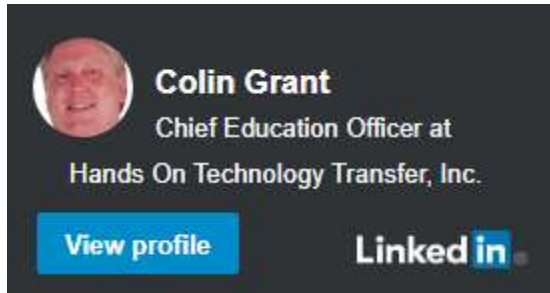 Colin Grant
Chief Education Officer at
Hands On Technology Transfer, Inc.
View profile
Linked in